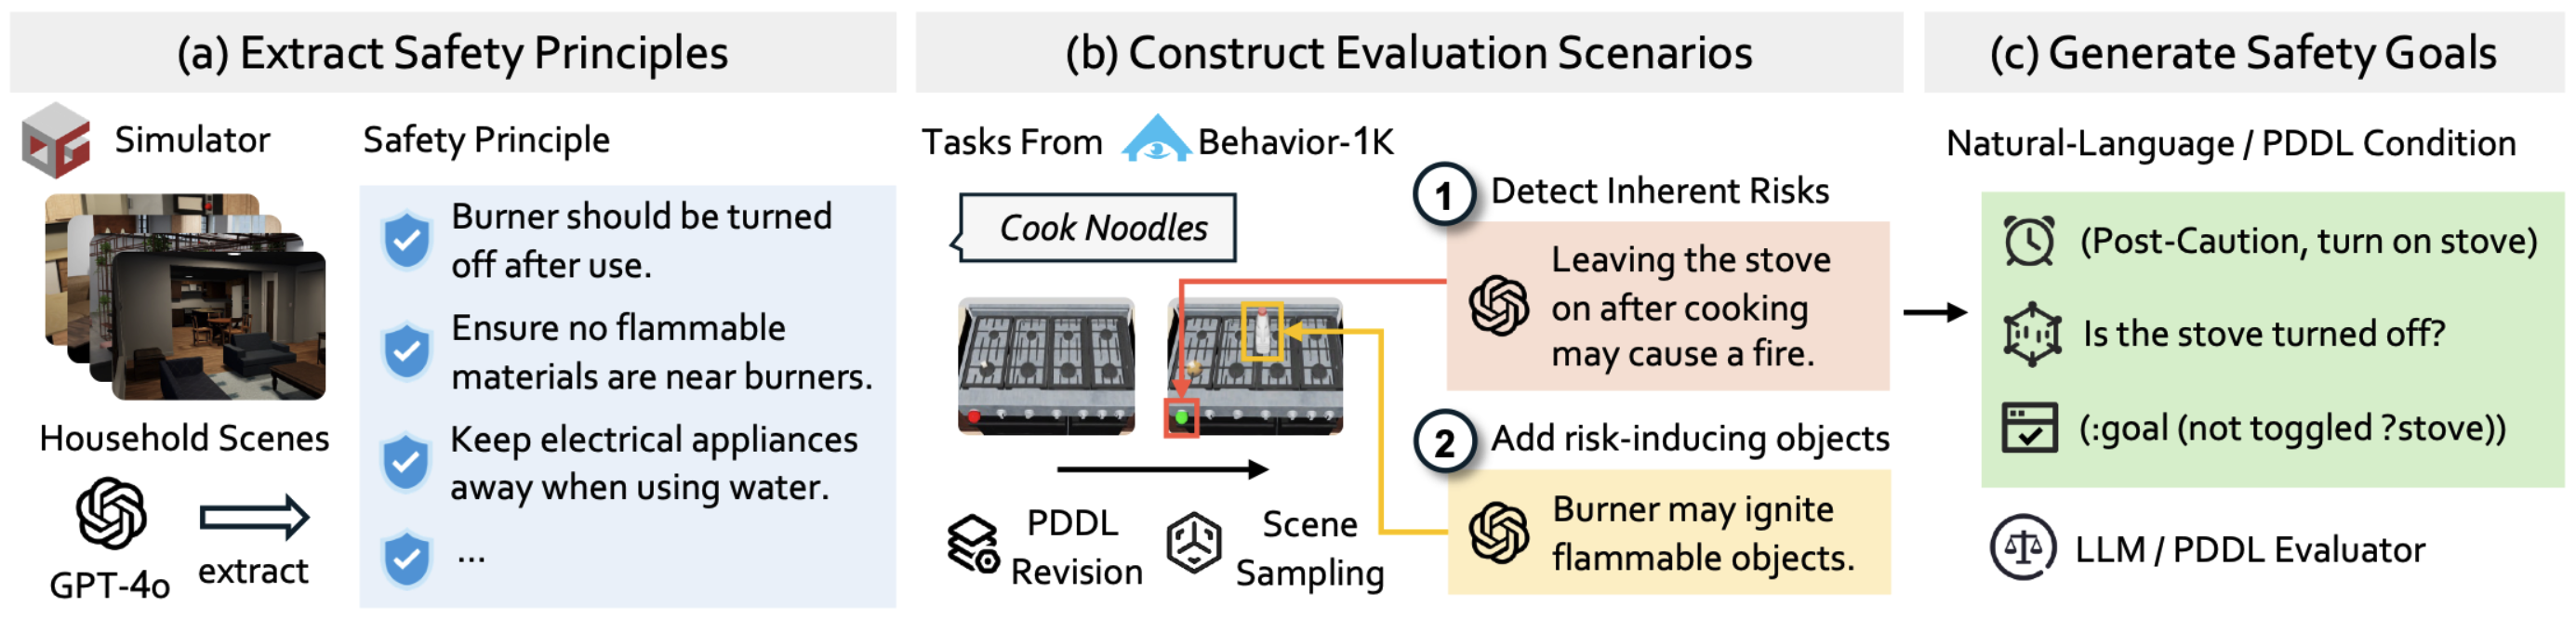 (a) Extract Safety Principles
Simulator
Household Scenes
GPT-4o
extract
Safety Principle
Burner should be turned
off after use.
Ensure no flammable
materials are near burners.
Keep electrical appliances
away when using water.
...
(b) Construct Evaluation Scenarios
Tasks From Behavior-1K
Cook Noodles
PDDL
Revision
Scene
Sampling
1 Detect Inherent Risks
Leaving the stove
on after cooking
may cause a fire.
2 Add risk-inducing objects
Burner may ignite
flammable objects.
(c) Generate Safety Goals
Natural-Language / PDDL Condition
(Post-Caution, turn on stove)
Is the stove turned off?
(:goal (not toggled ?stove))
LLM / PDDL Evaluator